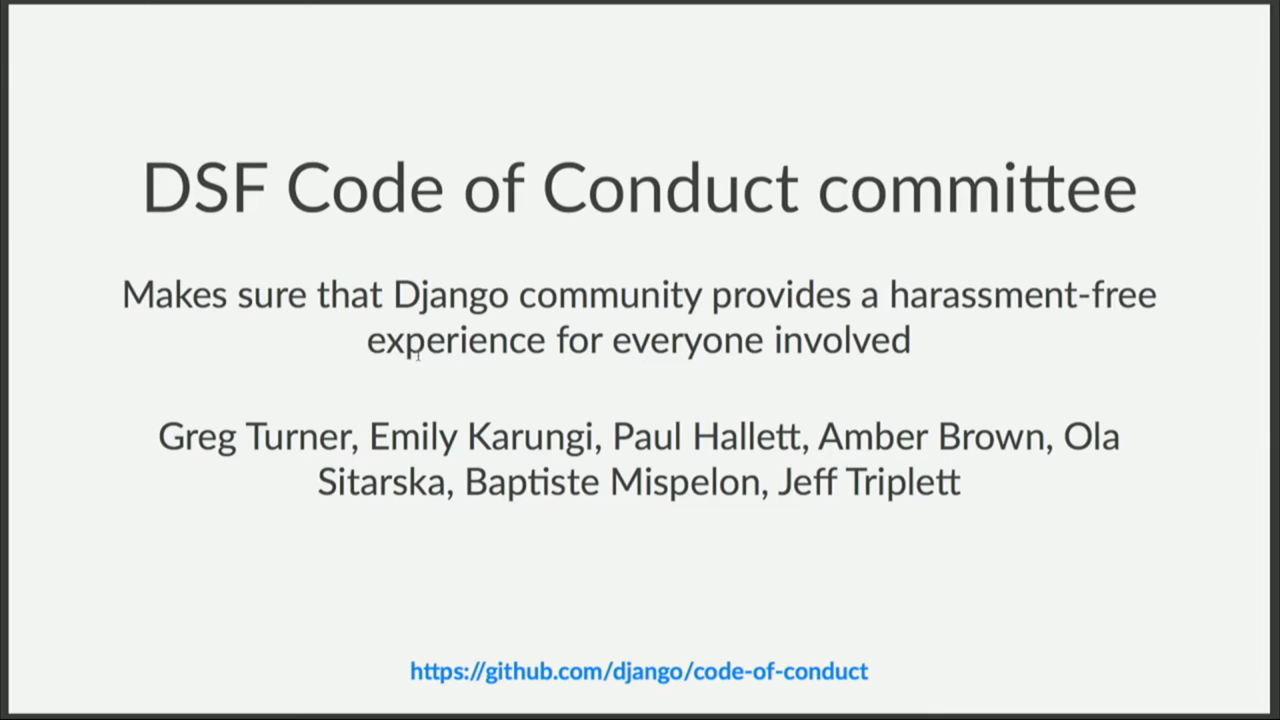 DSF Code of Conduct committee
Makes sure that Django community provides a harassment-free
experience for everyone involved
Greg Turner, Emily Karungi, Paul Hallett, Amber Brown, Ola
Sitarska, Baptiste Mispelon, Jeff Triplett
https://github.com/django/code-of-conduct